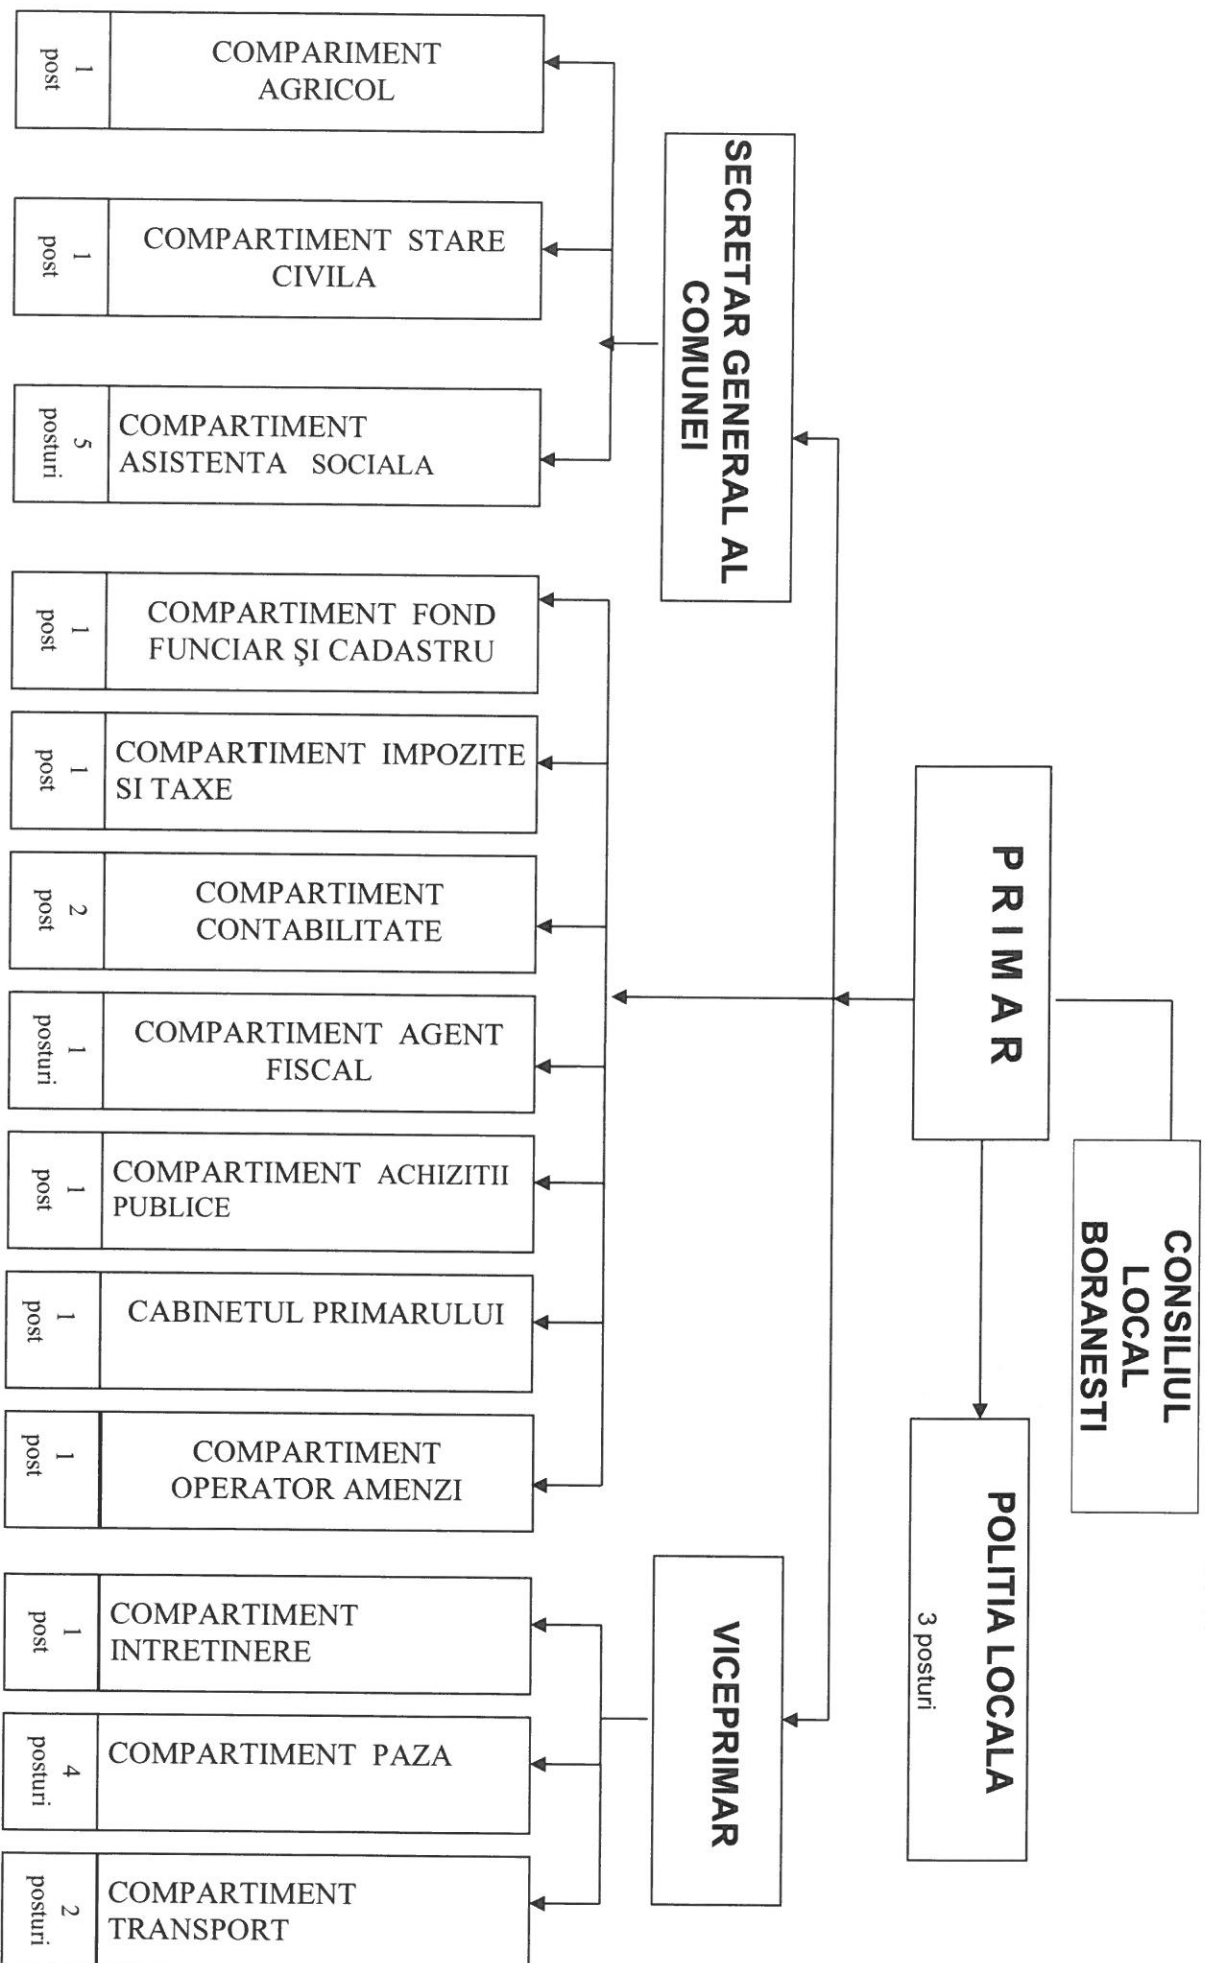 CONSILIUL
LOCAL
BORANESTI
P R I M A R
POLITIA LOCALA
3 posturi
SECRETAR GENERAL AL
COMUNEI
VICEPRIMAR
COMPARIMENT
AGRICOL
1
post
COMPARTIMENT STARE
CIVILA
1
post
COMPARTIMENT
ASISTENTA SOCIALA
5
posturi
COMPARTIMENT FOND
FUNCIAR ŞI CADASTRU
1
post
COMPARTIMENT IMPOZITE
SI TAXE
1
post
COMPARTIMENT
CONTABILITATE
2
post
COMPARTIMENT AGENT
FISCAL
1
posturi
COMPARTIMENT ACHIZITII
PUBLICE
1
post
CABINETUL PRIMARULUI
1
post
COMPARTIMENT
OPERATOR AMENZI
1
post
COMPARTIMENT
INTRETINERE
1
post
COMPARTIMENT PAZA
4
posturi
COMPARTIMENT
TRANSPORT
2
posturi